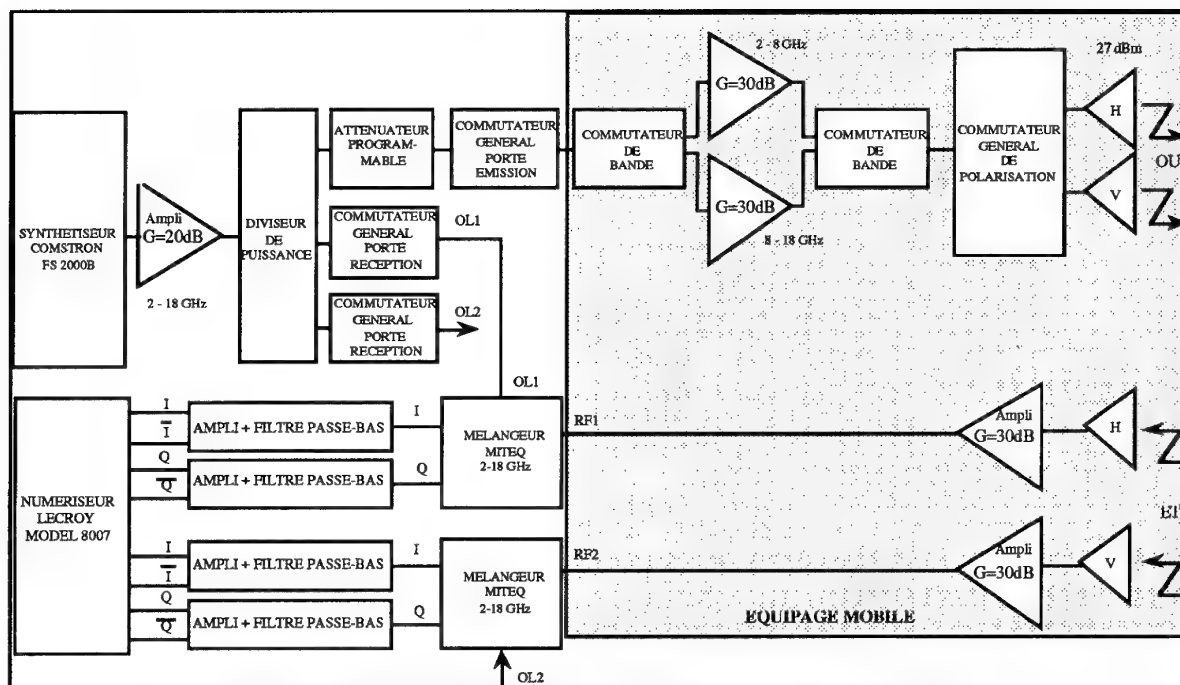 2 - 8 GHz
27 dBm
G=30dB
ATTENUATEUR
PROGRAM-
MABLE
COMMUTATEUR
GENERAL
PORTE
EMISSION
COMMUTATEUR
DE
BANDE
COMMUTATEUR
DE
BANDE
COMMUTATEUR
GENERAL
DE
POLARISATION
H
OU
V
G=30dB
8 - 18 GHz
SYNTHETISEUR
COMSTRON
FS 2000B
Ampli
G=20dB
2 - 18 GHz
DIVISEUR
DE
PUISSANCE
COMMUTATEUR
GENERAL
PORTE
RECEPTION
OL1
COMMUTATEUR
GENERAL
PORTE
RECEPTION
OL2
OL1
NUMERISEUR
LECROY
MODEL 8007
I
I
Q
Q
AMPLI + FILTRE PASSE-BAS
I
AMPLI + FILTRE PASSE-BAS
Q
MELANGEUR
MITEQ
2-18 GHz
RF1
Ampli
G=30dB
H
ET
I
I
Q
Q
AMPLI + FILTRE PASSE-BAS
I
AMPLI + FILTRE PASSE-BAS
Q
MELANGEUR
MITEQ
2-18 GHz
RF2
Ampli
G=30dB
V
EQUIPAGE MOBILE
OL2